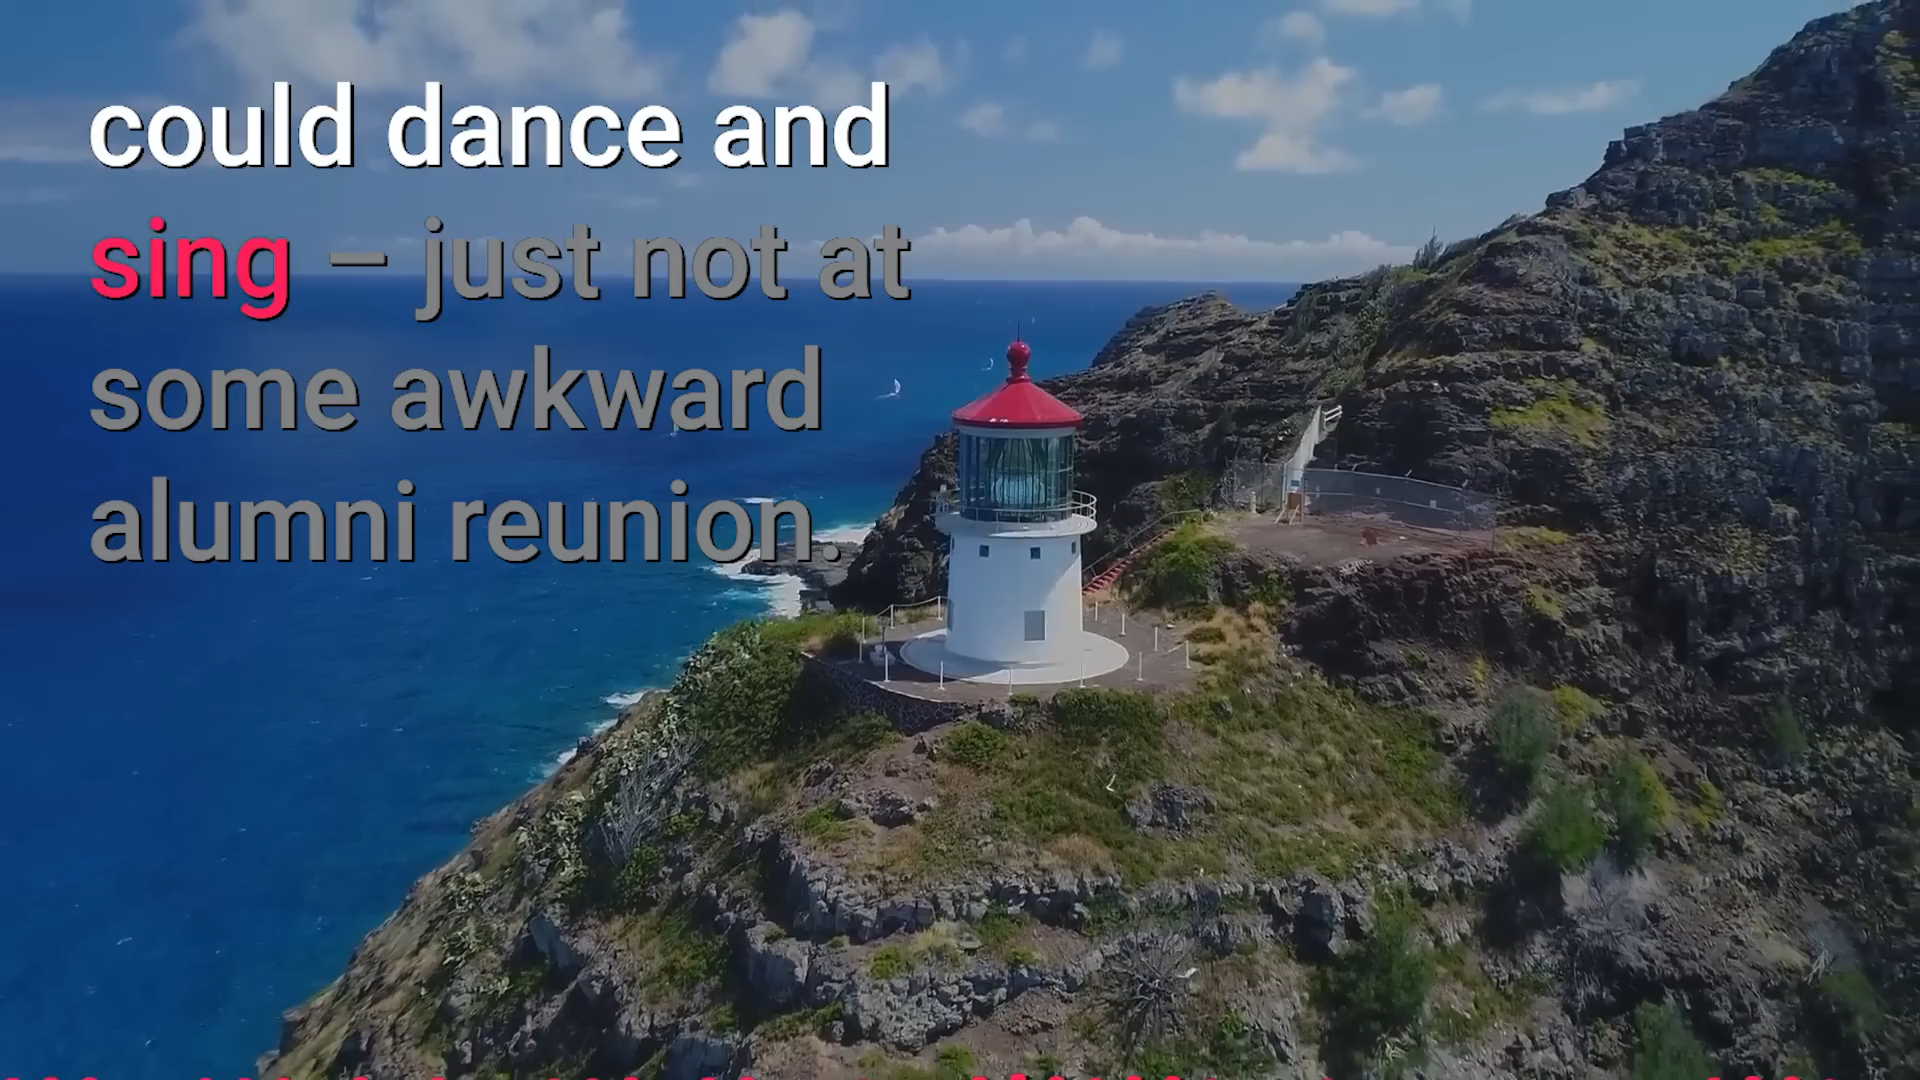 could dance and
sing – just not at
some awkward
alumni reunion.